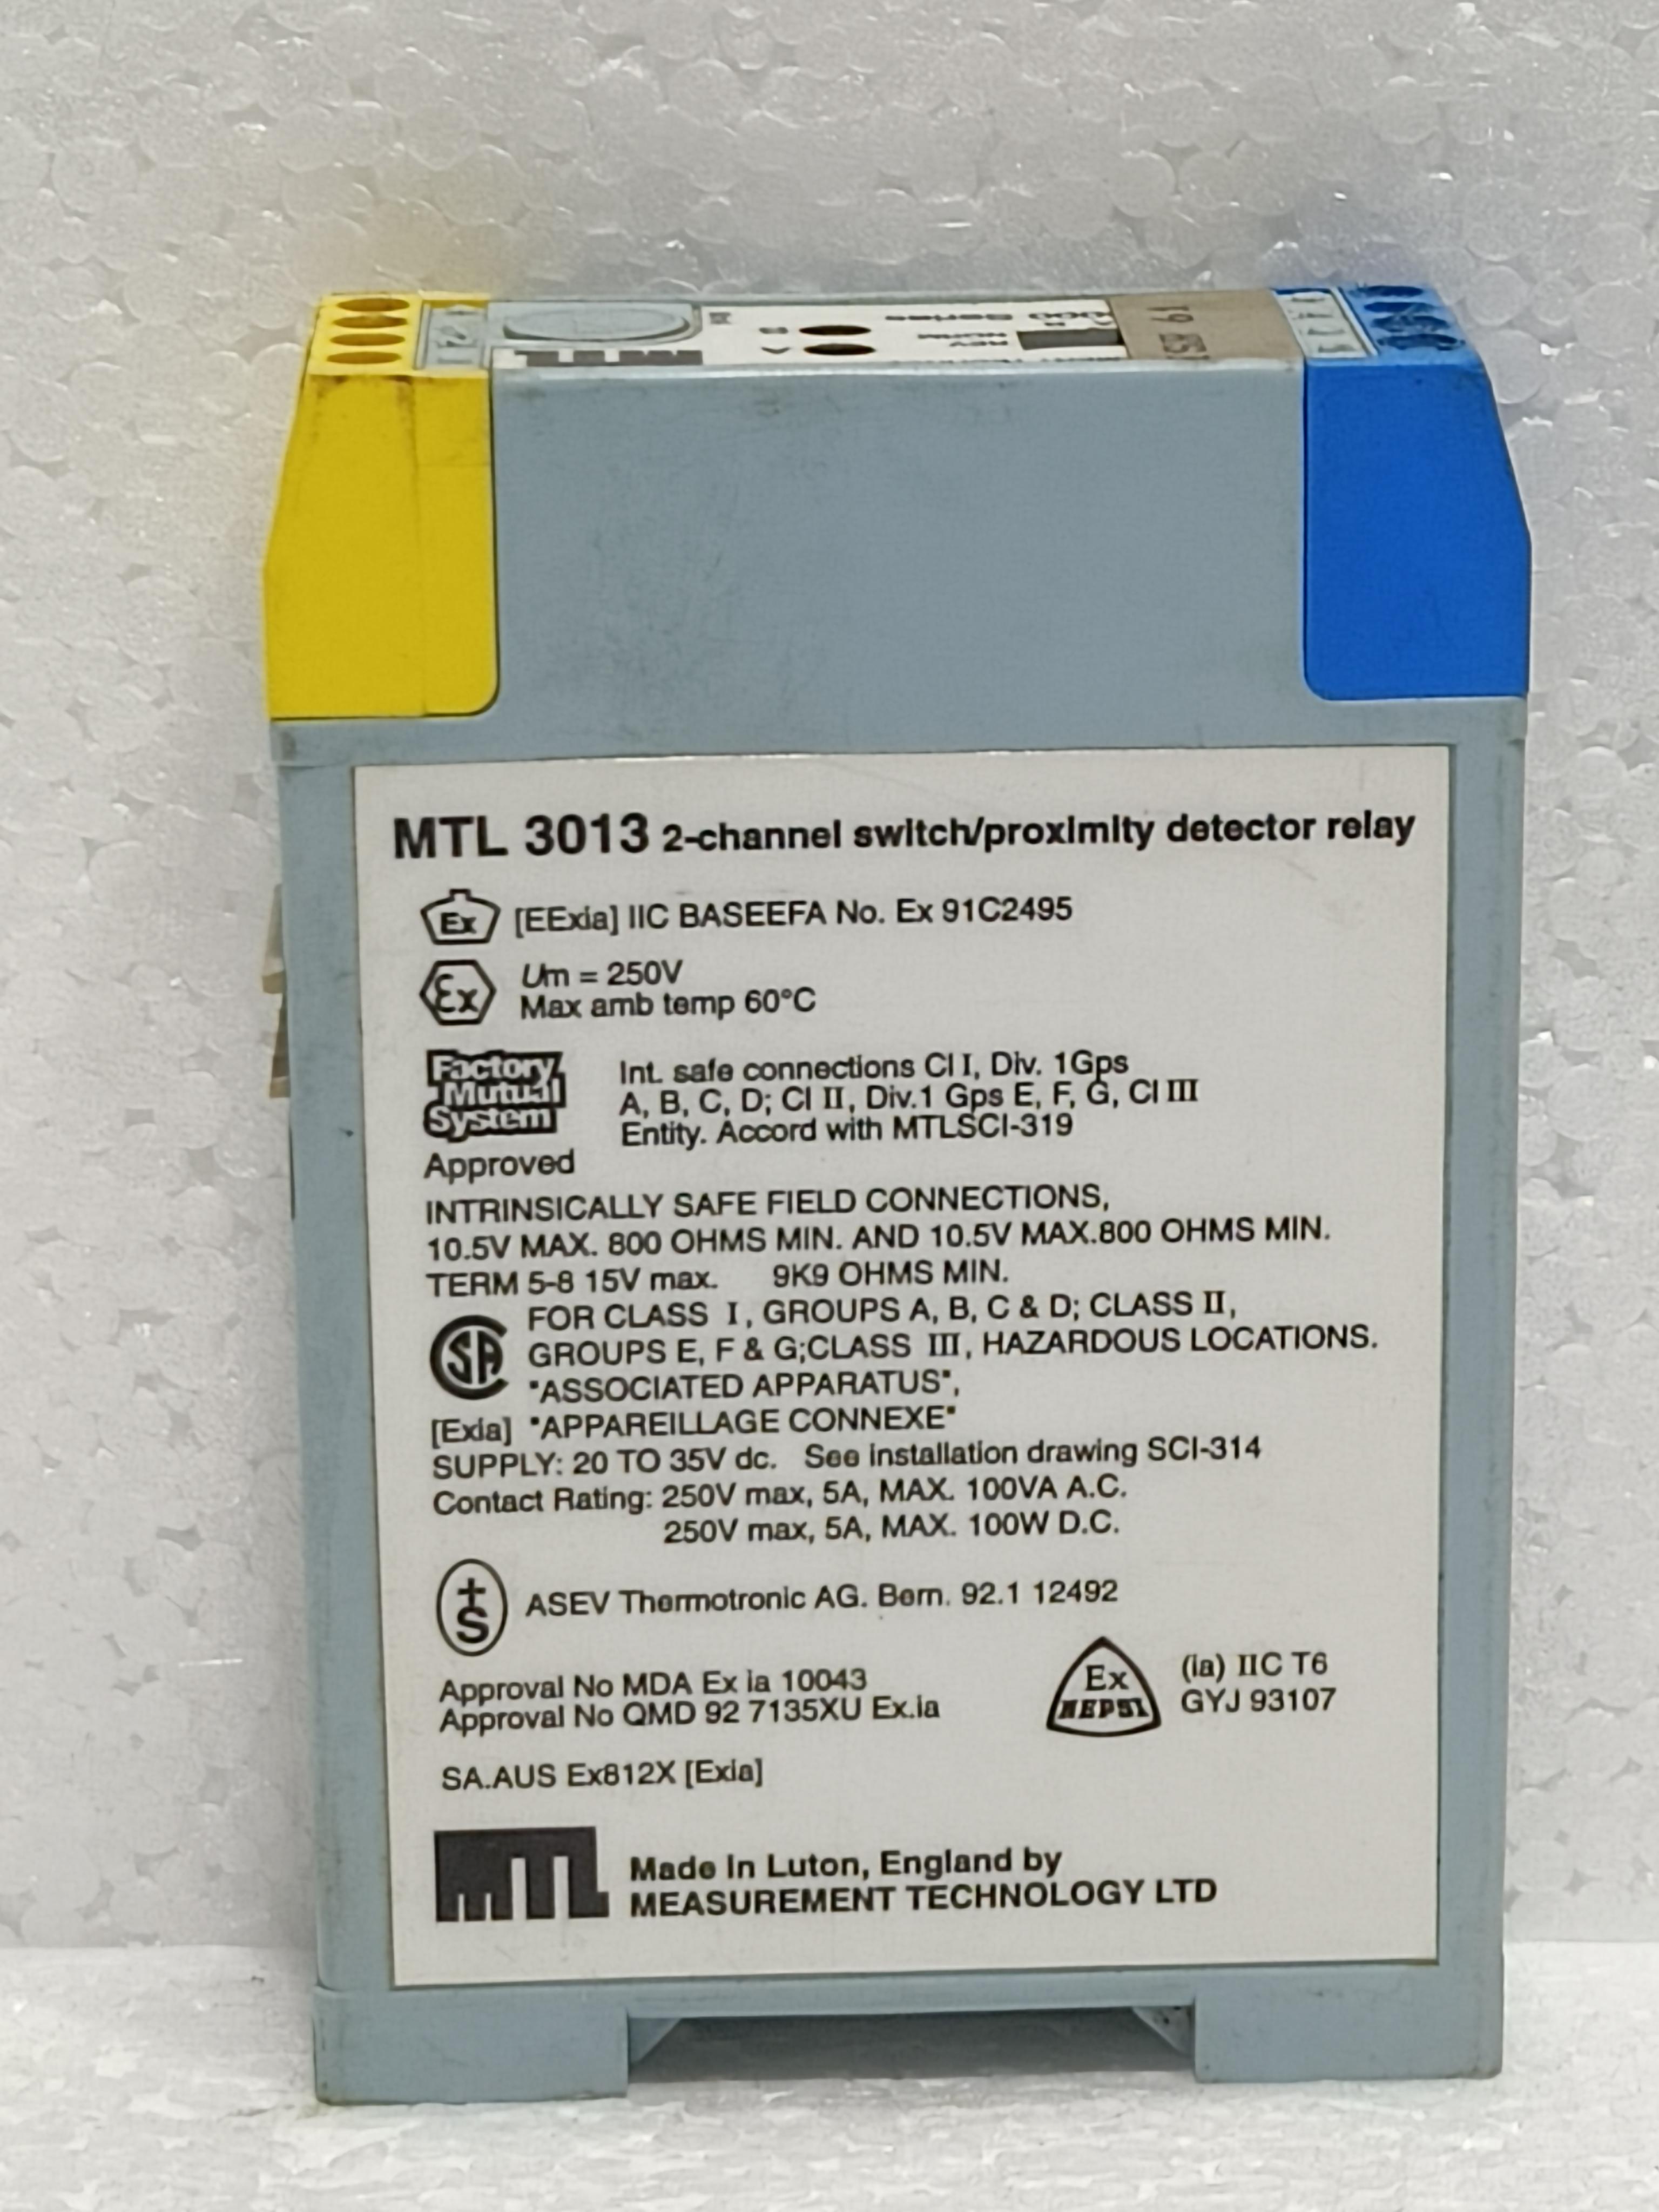 MTL 3013 2-channel switch/proximity detector relay
Ex [EExia] IIC BASEEFA No. Ex 91C2495
Ex Um = 250V
Max amb temp 60°C
Factory Mutual System
Approved
Int. safe connections Cl I, Div. 1Gps
A, B, C, D; Cl II, Div.1 Gps E, F, G, Cl III
Entity. Accord with MTLSCI-319
INTRINSICALLY SAFE FIELD CONNECTIONS,
10.5V MAX. 800 OHMS MIN. AND 10.5V MAX.800 OHMS MIN.
TERM 5-8 15V max. 9K9 OHMS MIN.
FOR CLASS I, GROUPS A, B, C & D; CLASS II,
SA GROUPS E, F & G;CLASS III, HAZARDOUS LOCATIONS.
"ASSOCIATED APPARATUS",
[Exia] "APPAREILLAGE CONNEXE"
SUPPLY: 20 TO 35V dc. See installation drawing SCI-314
Contact Rating: 250V max, 5A, MAX. 100VA A.C.
250V max, 5A, MAX. 100W D.C.
+S ASEV Thermotronic AG. Bern. 92.1 12492
Approval No MDA Ex ia 10043
Approval No QMD 92 7135XU Ex.ia
Ex NEPSI (ia) IIC T6
GYJ 93107
SA.AUS Ex812X [Exia]
MTL Made in Luton, England by
MEASUREMENT TECHNOLOGY LTD